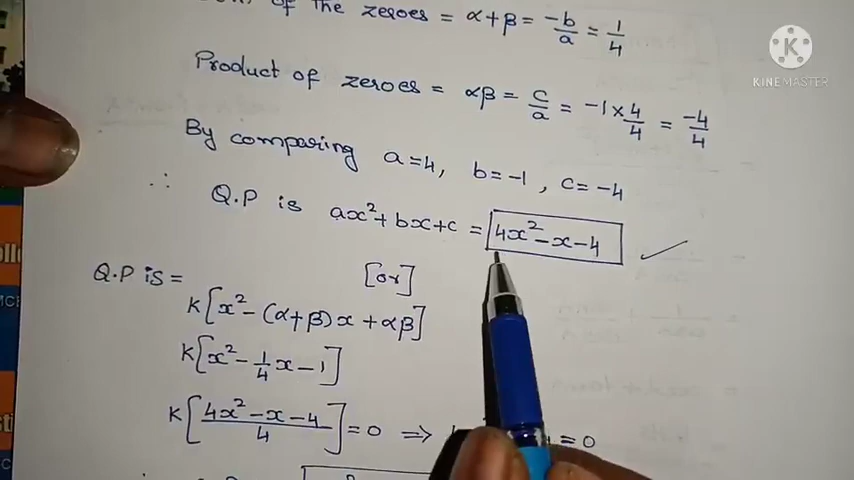 of the zeroes = α+β = -b/a = 1/4
KINEMASTER
Product of zeroes = αβ = c/a = -1×4/4 = -4/4
By comparing a=4, b=-1, c=-4
∴ Q.P is ax²+bx+c = 4x²-x-4 ✓
[or]
Q.P is =
K[x²-(α+β)x+αβ]
K[x²-1/4x-1]
K[4x²-x-4/4]=0 ⇒ =0